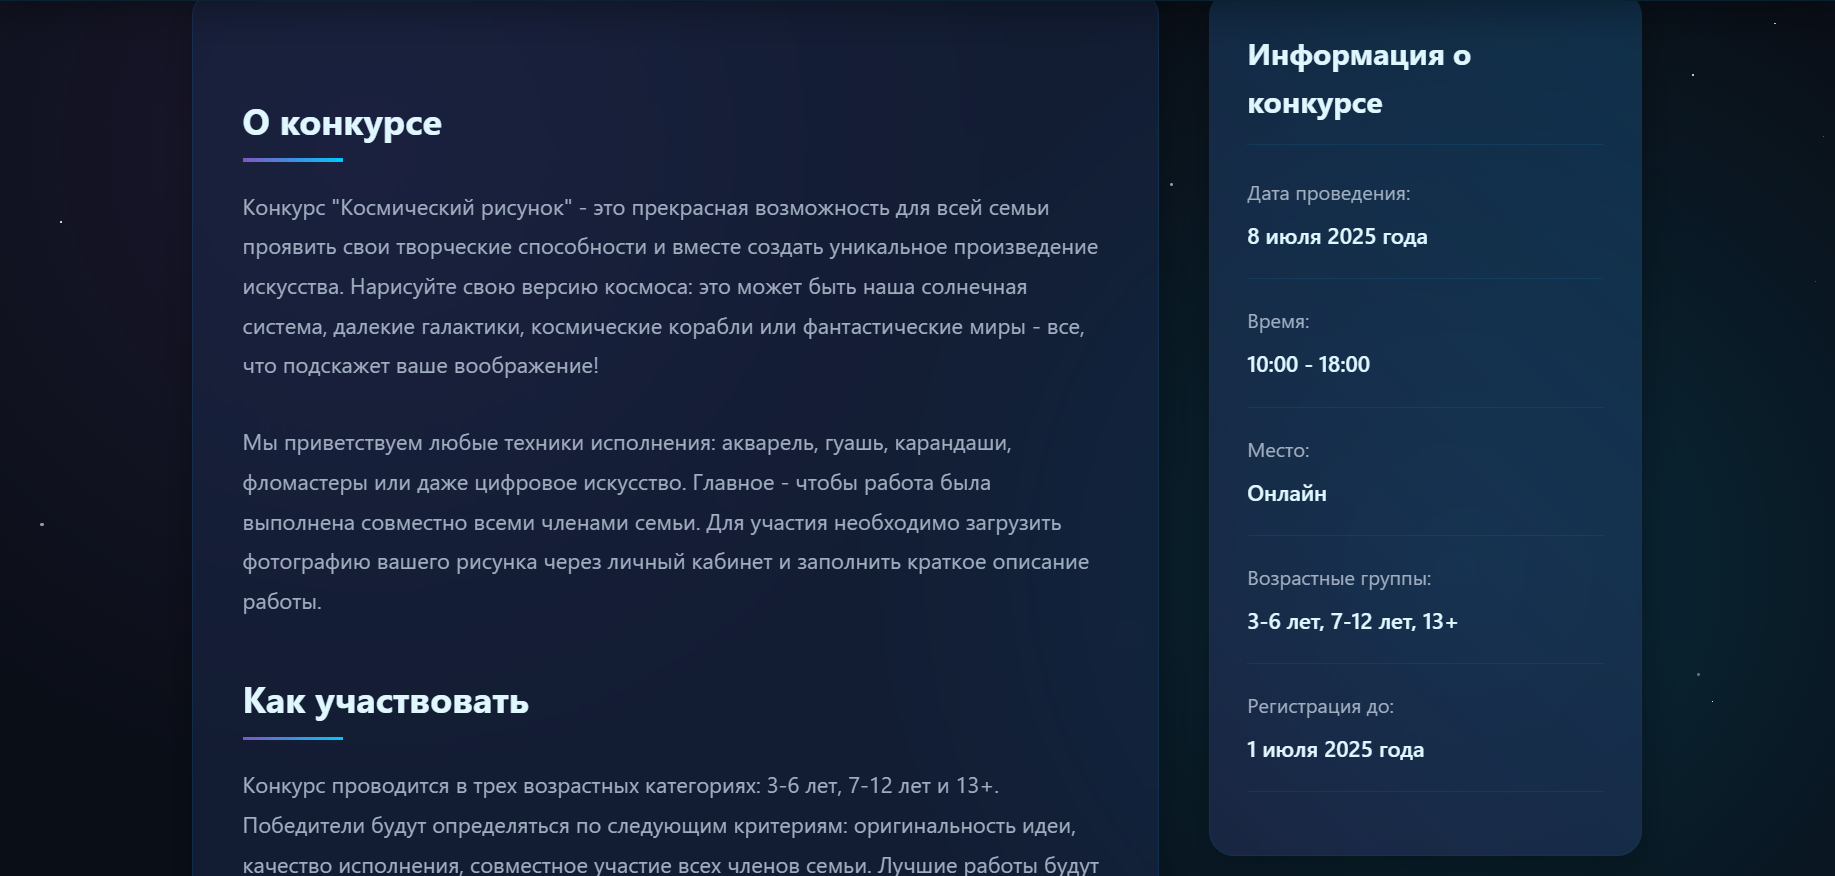 О конкурсе
Конкурс "Космический рисунок" - это прекрасная возможность для всей семьи
проявить свои творческие способности и вместе создать уникальное произведение
искусства. Нарисуйте свою версию космоса: это может быть наша солнечная
система, далекие галактики, космические корабли или фантастические миры - все,
что подскажет ваше воображение!
Мы приветствуем любые техники исполнения: акварель, гуашь, карандаши,
фломастеры или даже цифровое искусство. Главное - чтобы работа была
выполнена совместно всеми членами семьи. Для участия необходимо загрузить
фотографию вашего рисунка через личный кабинет и заполнить краткое описание
работы.
Как участвовать
Конкурс проводится в трех возрастных категориях: 3-6 лет, 7-12 лет и 13+.
Победители будут определяться по следующим критериям: оригинальность идеи,
качество исполнения, совместное участие всех членов семьи. Лучшие работы будут
Информация о
конкурсе
Дата проведения:
8 июля 2025 года
Время:
10:00 - 18:00
Место:
Онлайн
Возрастные группы:
3-6 лет, 7-12 лет, 13+
Регистрация до:
1 июля 2025 года